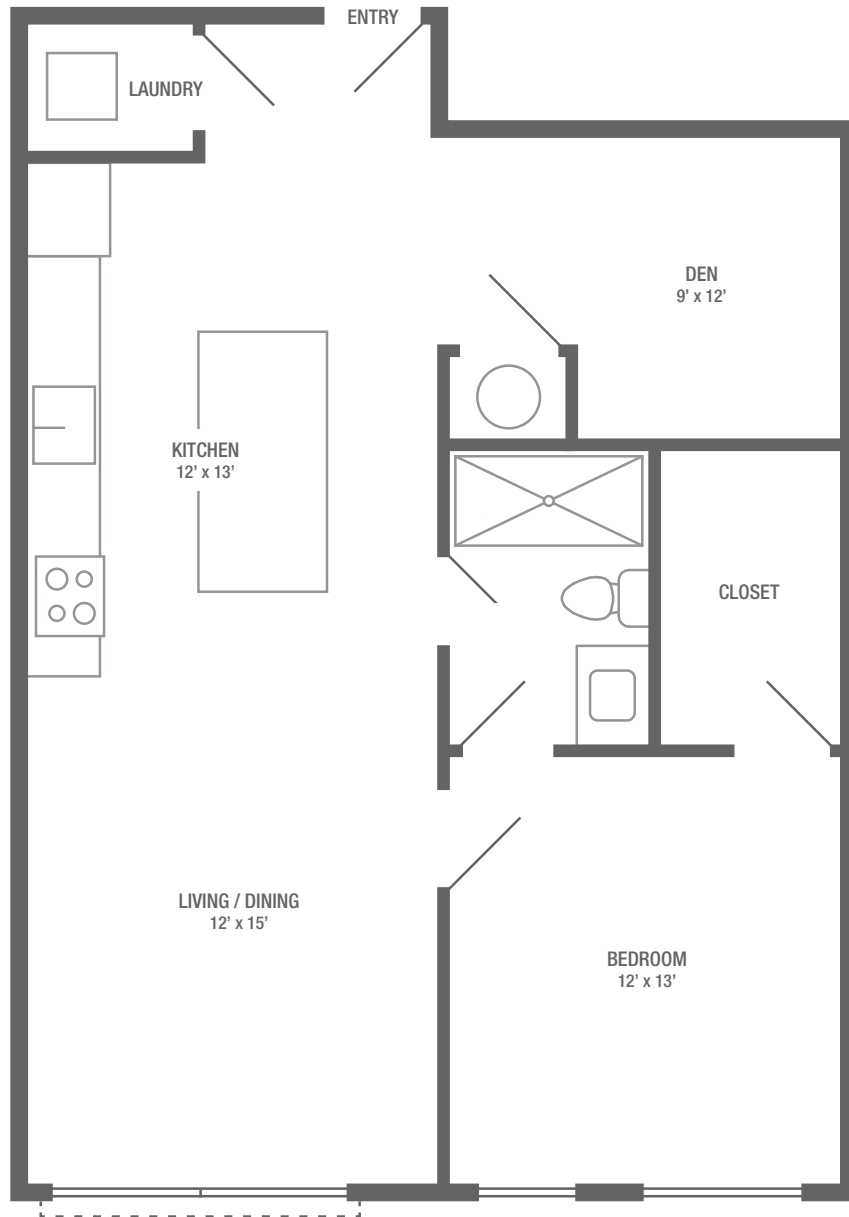 ENTRY
LAUNDRY
DEN
9’ x 12’
KITCHEN
12’ x 13’
CLOSET
LIVING / DINING
12’ x 15’
BEDROOM
12’ x 13’